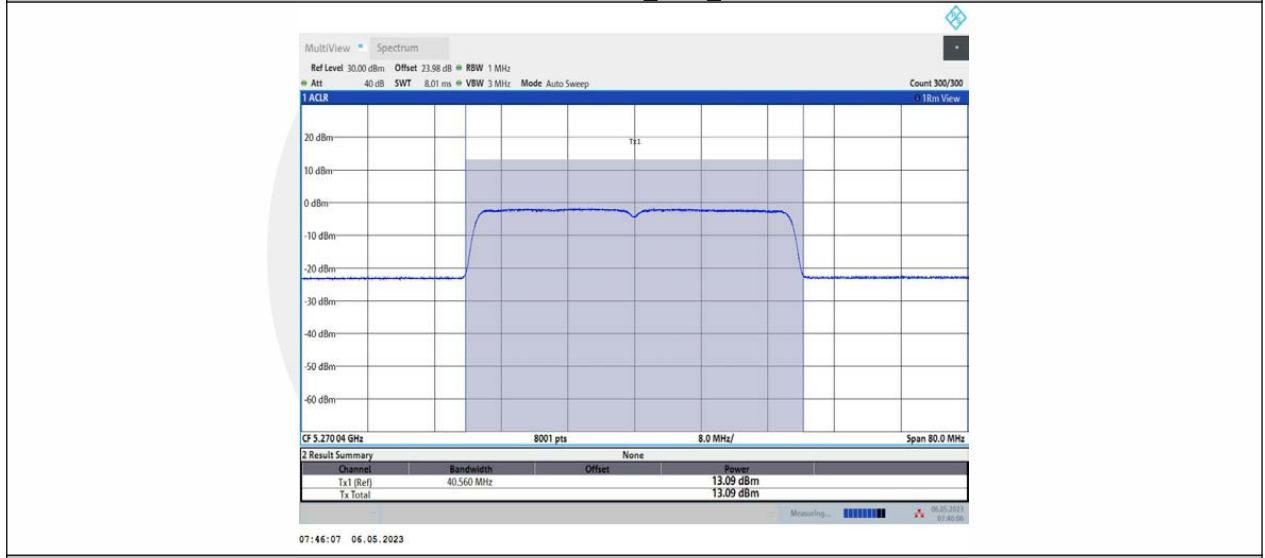 MultiView Spectrum
Ref Level 30.00 dBm Offset 23.98 dB RBW 1 MHz
Att 40 dB SWT 8.01 ms VBW 3 MHz Mode Auto Sweep Count 300/300
1 ACLR 1Rm View
Tx1
20 dBm
10 dBm
0 dBm
-10 dBm
-20 dBm
-30 dBm
-40 dBm
-50 dBm
-60 dBm
CF 5.270 04 GHz 8001 pts 8.0 MHz/ Span 80.0 MHz
2 Result Summary None
Channel Bandwidth Offset Power
Tx1 (Ref) 40.560 MHz 13.09 dBm
Tx Total 13.09 dBm
Measuring... 06.05.2023
07:46:06
07:46:07 06.05.2023